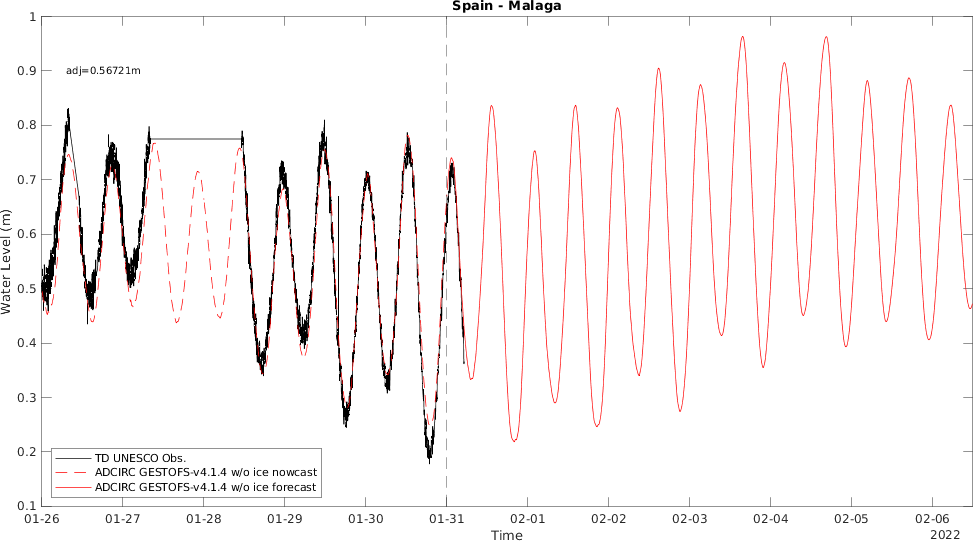 Spain - Malaga
adj=0.56721m
Water Level (m)
1
0.9
0.8
0.7
0.6
0.5
0.4
0.3
0.2
0.1
TD UNESCO Obs.
ADCIRC GESTOFS-v4.1.4 w/o ice nowcast
ADCIRC GESTOFS-v4.1.4 w/o ice forecast
01-26 01-27 01-28 01-29 01-30 01-31 02-01 02-02 02-03 02-04 02-05 02-06
Time
2022